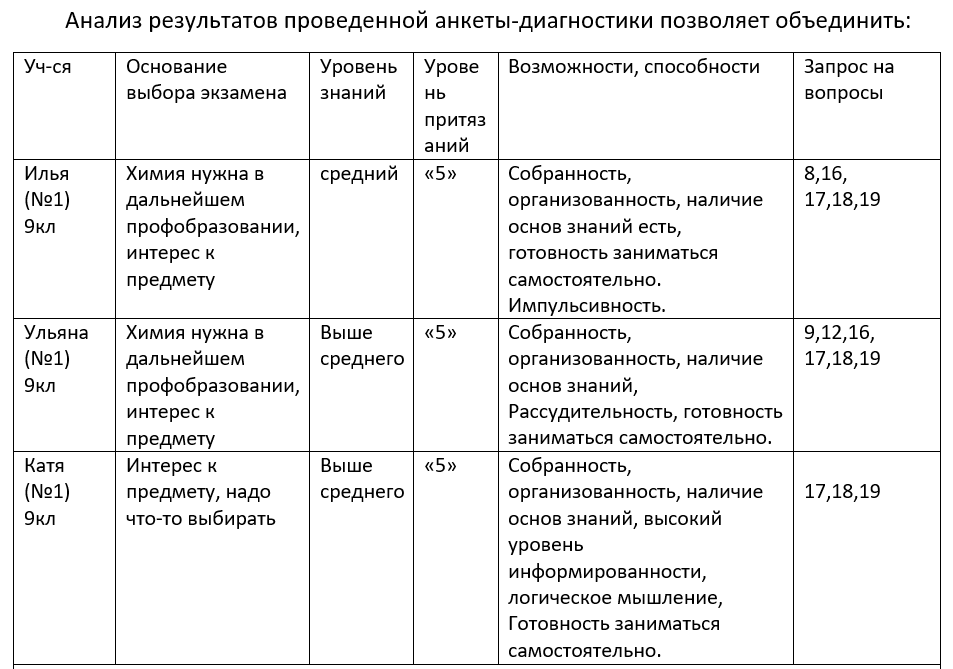 Анализ результатов проведенной анкеты-диагностики позволяет объединить:
Уч-ся
Основание
выбора экзамена
Уровень
знаний
Урове
нь
притяз
аний
Возможности, способности
Запрос на
вопросы
Илья
(№1)
9кл
Химия нужна в
дальнейшем
профобразовании,
интерес к
предмету
средний
«5»
Собранность,
организованность, наличие
основ знаний есть,
готовность заниматься
самостоятельно.
Импульсивность.
8,16,
17,18,19
Ульяна
(№1)
9кл
Химия нужна в
дальнейшем
профобразовании,
интерес к
предмету
Выше
среднего
«5»
Собранность,
организованность, наличие
основ знаний,
Рассудительность, готовность
заниматься самостоятельно.
9,12,16,
17,18,19
Катя
(№1)
9кл
Интерес к
предмету, надо
что-то выбирать
Выше
среднего
«5»
Собранность,
организованность, наличие
основ знаний, высокий
уровень
информированности,
логическое мышление,
Готовность заниматься
самостоятельно.
17,18,19